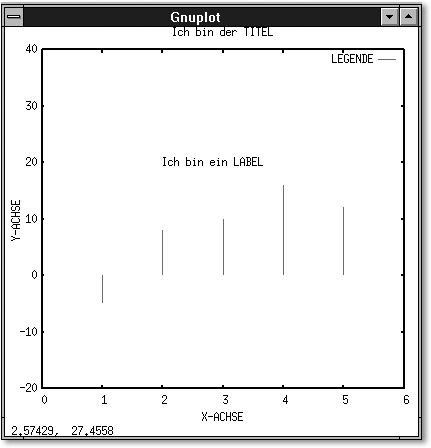 Gnuplot
Ich bin der TITEL
40
LEGENDE
30
20
Ich bin ein LABEL
10
Y-ACHSE
0
-10
-20
0 1 2 3 4 5 6
X-ACHSE
2.57429, 27.4558